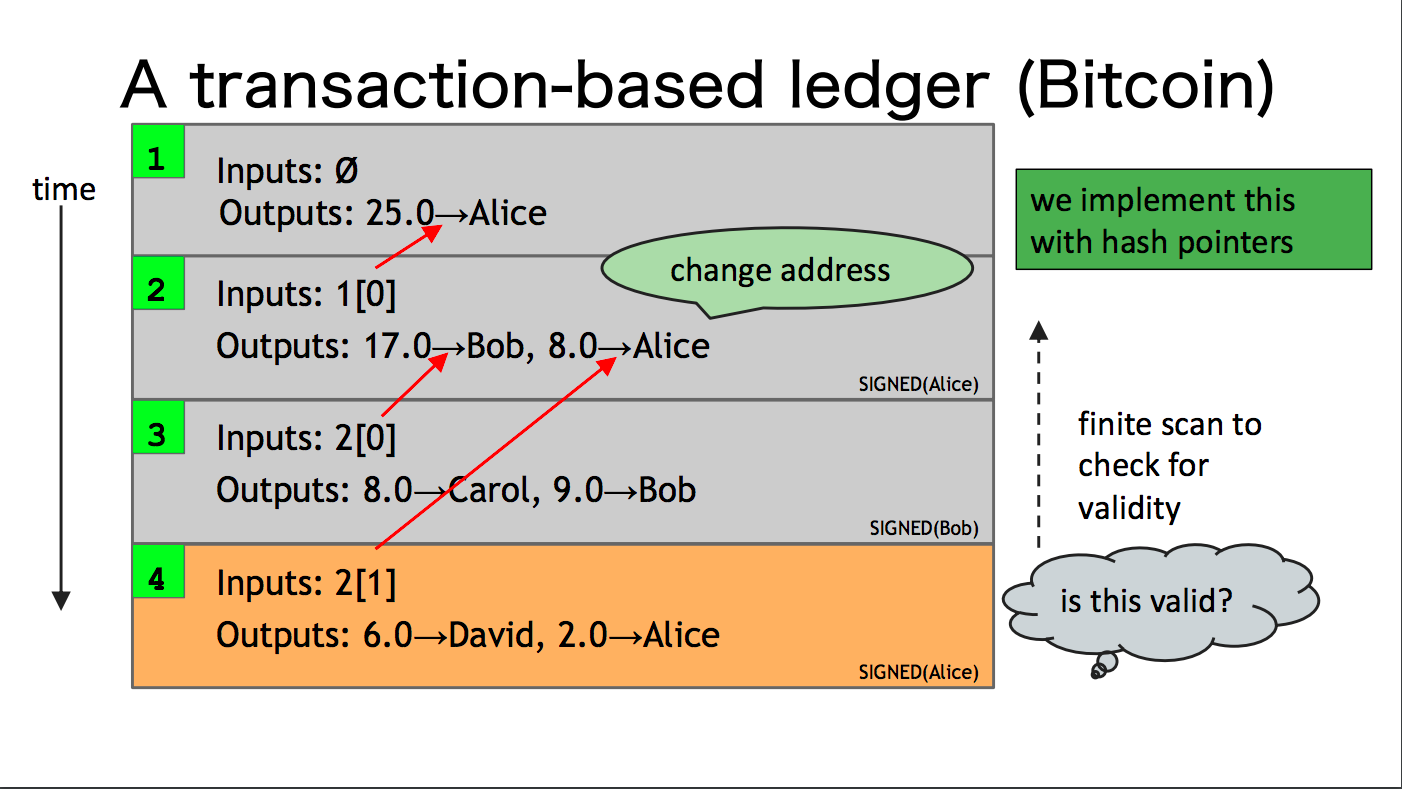 A transaction-based ledger (Bitcoin)
time
1
Inputs: Ø
Outputs: 25.0→Alice
we implement this
with hash pointers
change address
2
Inputs: 1[0]
Outputs: 17.0→Bob, 8.0→Alice
SIGNED(Alice)
3
Inputs: 2[0]
Outputs: 8.0→Carol, 9.0→Bob
SIGNED(Bob)
finite scan to
check for
validity
4
Inputs: 2[1]
Outputs: 6.0→David, 2.0→Alice
SIGNED(Alice)
is this valid?